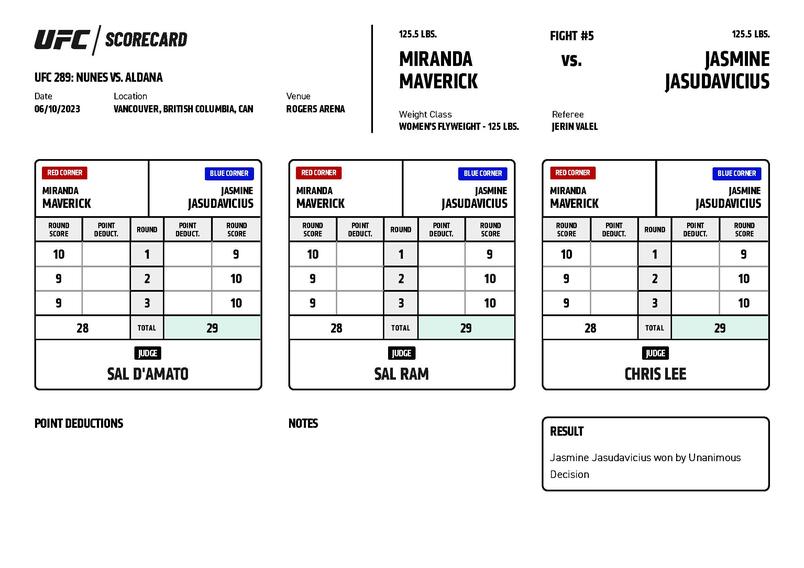 UFC / SCORECARD
UFC 289: NUNES VS. ALDANA
Date
Location
Venue
06/10/2023
VANCOUVER, BRITISH COLUMBIA, CAN
ROGERS ARENA
125.5 LBS.
FIGHT #5
125.5 LBS.
MIRANDA
MAVERICK
VS.
JASMINE
JASUDAVICIUS
Weight Class
Referee
WOMEN'S FLYWEIGHT - 125 LBS.
JERIN VALEL
RED CORNER BLUE CORNER
MIRANDA JASMINE
MAVERICK JASUDAVICIUS
ROUND SCORE POINT DEDUCT. ROUND POINT DEDUCT. ROUND SCORE
10 1 9
9 2 10
9 3 10
28 TOTAL 29
JUDGE
SAL D'AMATO
RED CORNER BLUE CORNER
MIRANDA JASMINE
MAVERICK JASUDAVICIUS
ROUND SCORE POINT DEDUCT. ROUND POINT DEDUCT. ROUND SCORE
10 1 9
9 2 10
9 3 10
28 TOTAL 29
JUDGE
SAL RAM
RED CORNER BLUE CORNER
MIRANDA JASMINE
MAVERICK JASUDAVICIUS
ROUND SCORE POINT DEDUCT. ROUND POINT DEDUCT. ROUND SCORE
10 1 9
9 2 10
9 3 10
28 TOTAL 29
JUDGE
CHRIS LEE
POINT DEDUCTIONS
NOTES
RESULT
Jasmine Jasudavicius won by Unanimous
Decision